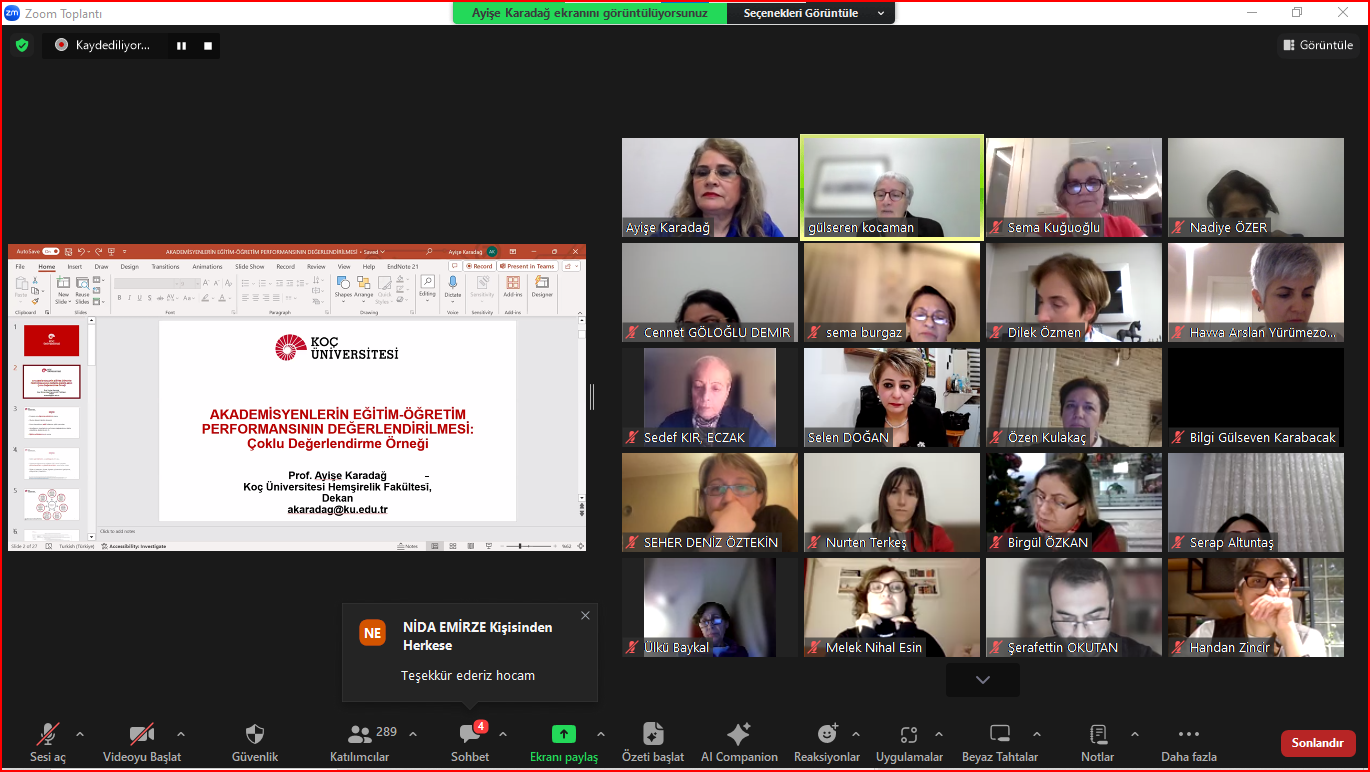 Zoom Toplantı
Ayişe Karadağ ekranını görüntülüyorsunuz
Seçenekleri Görüntüle
Kaydediliyor...
Görüntüle
AutoSave
AKADEMİSYENLERİN EĞİTİM-ÖĞRETİM PERFORMANSININ DEĞERLENDİRİLMESİ • Saved
Ayişe Karadağ
File Home Insert Draw Design Transitions Animations Slide Show Record Review View Help EndNote 21
Record Present in Teams
Paste New Slide Reuse Slides Shapes Arrange Quick Styles Editing Dictate Sensitivity Add-ins Designer
Clipboard Slides Font Paragraph Drawing Voice Sensitivity Add-ins
KOÇ
ÜNİVERSİTESİ
AKADEMİSYENLERİN EĞİTİM-ÖĞRETİM
PERFORMANSININ DEĞERLENDİRİLMESİ:
Çoklu Değerlendirme Örneği
Prof. Ayişe Karadağ –
Koç Üniversitesi Hemşirelik Fakültesi,
Dekan
akaradag@ku.edu.tr
1
2
3
4
5
6
Click to add notes
Slide 2 of 27 Turkish (Türkiye) Accessibility: Investigate Notes %62
Ayişe Karadağ
gülseren kocaman
Sema Kuğuoğlu
Nadiye ÖZER
Cennet GÖLOĞLU DEMIR
sema burgaz
Dilek Özmen
Havva Arslan Yürümezo...
Sedef KIR, ECZAK
Selen DOĞAN
Özen Kulakaç
Bilgi Gülseven Karabacak
SEHER DENİZ ÖZTEKİN
Nurten Terkeş
Birgül ÖZKAN
Serap Altuntaş
Ülkü Baykal
Melek Nihal Esin
Şerafettin OKUTAN
Handan Zincir
NE
NİDA EMİRZE Kişisinden
Herkese
Teşekkür ederiz hocam
289
4
Sesi aç
Videoyu Başlat
Güvenlik
Katılımcılar
Sohbet
Ekranı paylaş
Özeti başlat
AI Companion
Reaksiyonlar
Uygulamalar
Beyaz Tahtalar
Notlar
Daha fazla
Sonlandır